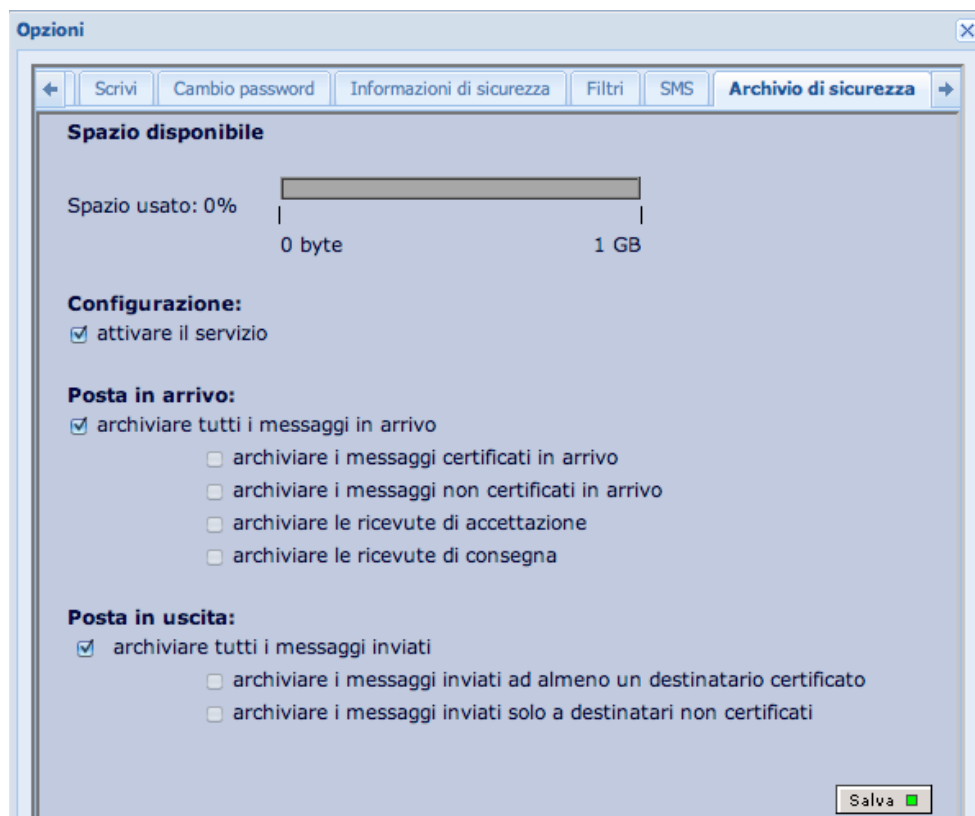 Opzioni
Scrivi Cambio password Informazioni di sicurezza Filtri SMS Archivio di sicurezza
Spazio disponibile
Spazio usato: 0%
0 byte 1 GB
Configurazione:
attivare il servizio
Posta in arrivo:
archiviare tutti i messaggi in arrivo
archiviare i messaggi certificati in arrivo
archiviare i messaggi non certificati in arrivo
archiviare le ricevute di accettazione
archiviare le ricevute di consegna
Posta in uscita:
archiviare tutti i messaggi inviati
archiviare i messaggi inviati ad almeno un destinatario certificato
archiviare i messaggi inviati solo a destinatari non certificati
Salva